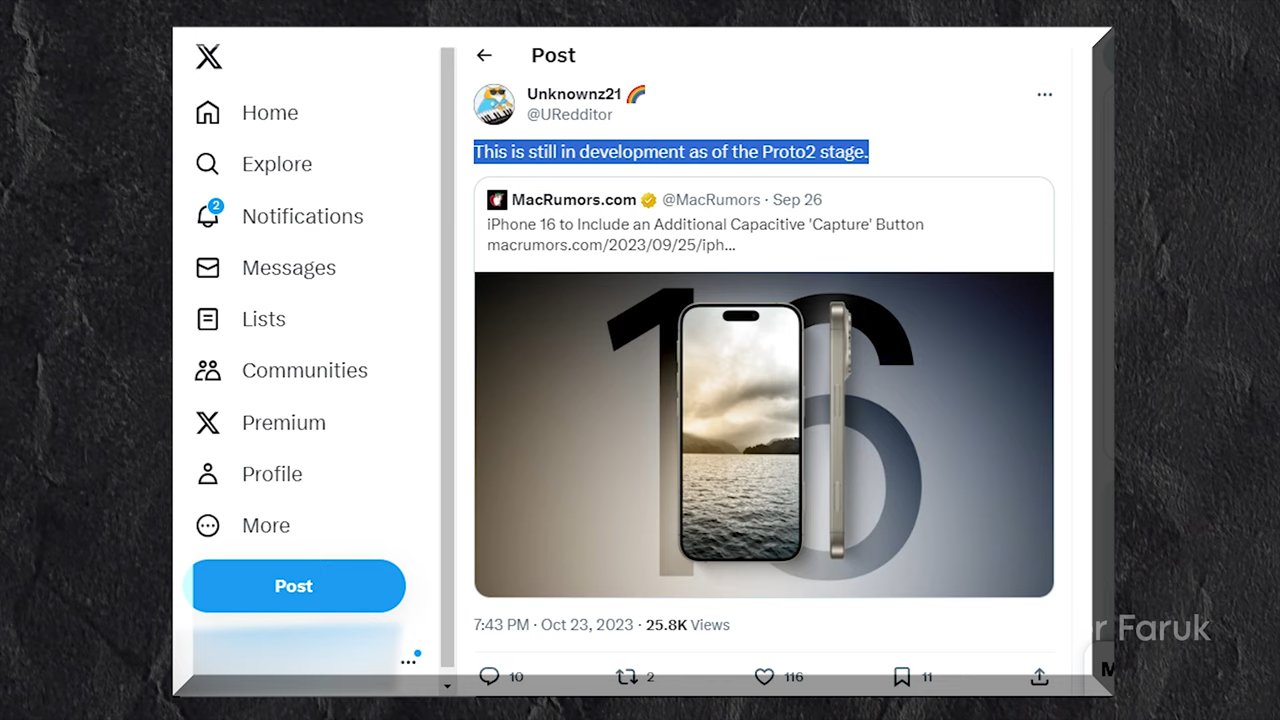 Home
Explore
2
Notifications
Messages
Lists
Communities
Premium
Profile
More
Post
Post
Unknownz21 🌈
@URedditor
This is still in development as of the Proto2 stage.
MacRumors.com @MacRumors · Sep 26
iPhone 16 to Include an Additional Capacitive 'Capture' Button
macrumors.com/2023/09/25/iph...
16
7:43 PM · Oct 23, 2023 · 25.8K Views
10 2 116 11
r Faruk
M